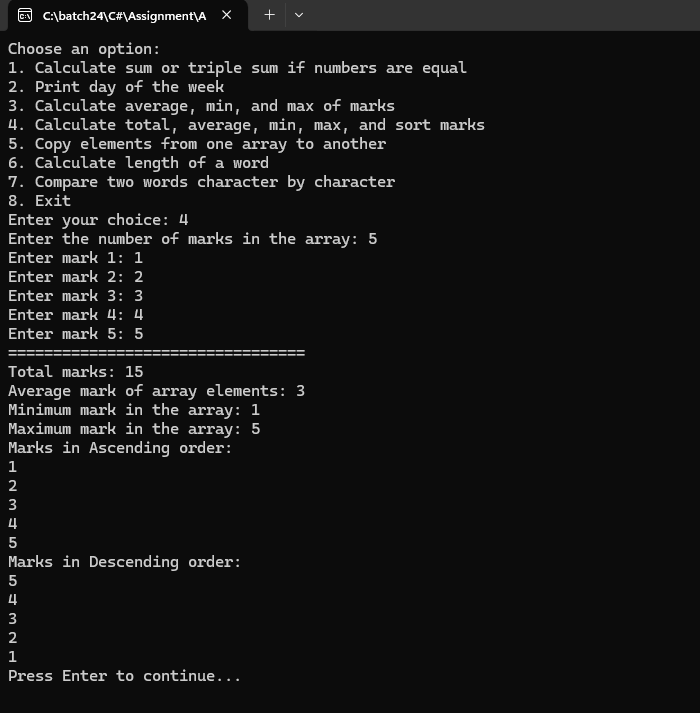 C:\batch24\C#\Assignment\A
Choose an option:
1. Calculate sum or triple sum if numbers are equal
2. Print day of the week
3. Calculate average, min, and max of marks
4. Calculate total, average, min, max, and sort marks
5. Copy elements from one array to another
6. Calculate length of a word
7. Compare two words character by character
8. Exit
Enter your choice: 4
Enter the number of marks in the array: 5
Enter mark 1: 1
Enter mark 2: 2
Enter mark 3: 3
Enter mark 4: 4
Enter mark 5: 5
=================================
Total marks: 15
Average mark of array elements: 3
Minimum mark in the array: 1
Maximum mark in the array: 5
Marks in Ascending order:
1
2
3
4
5
Marks in Descending order:
5
4
3
2
1
Press Enter to continue...